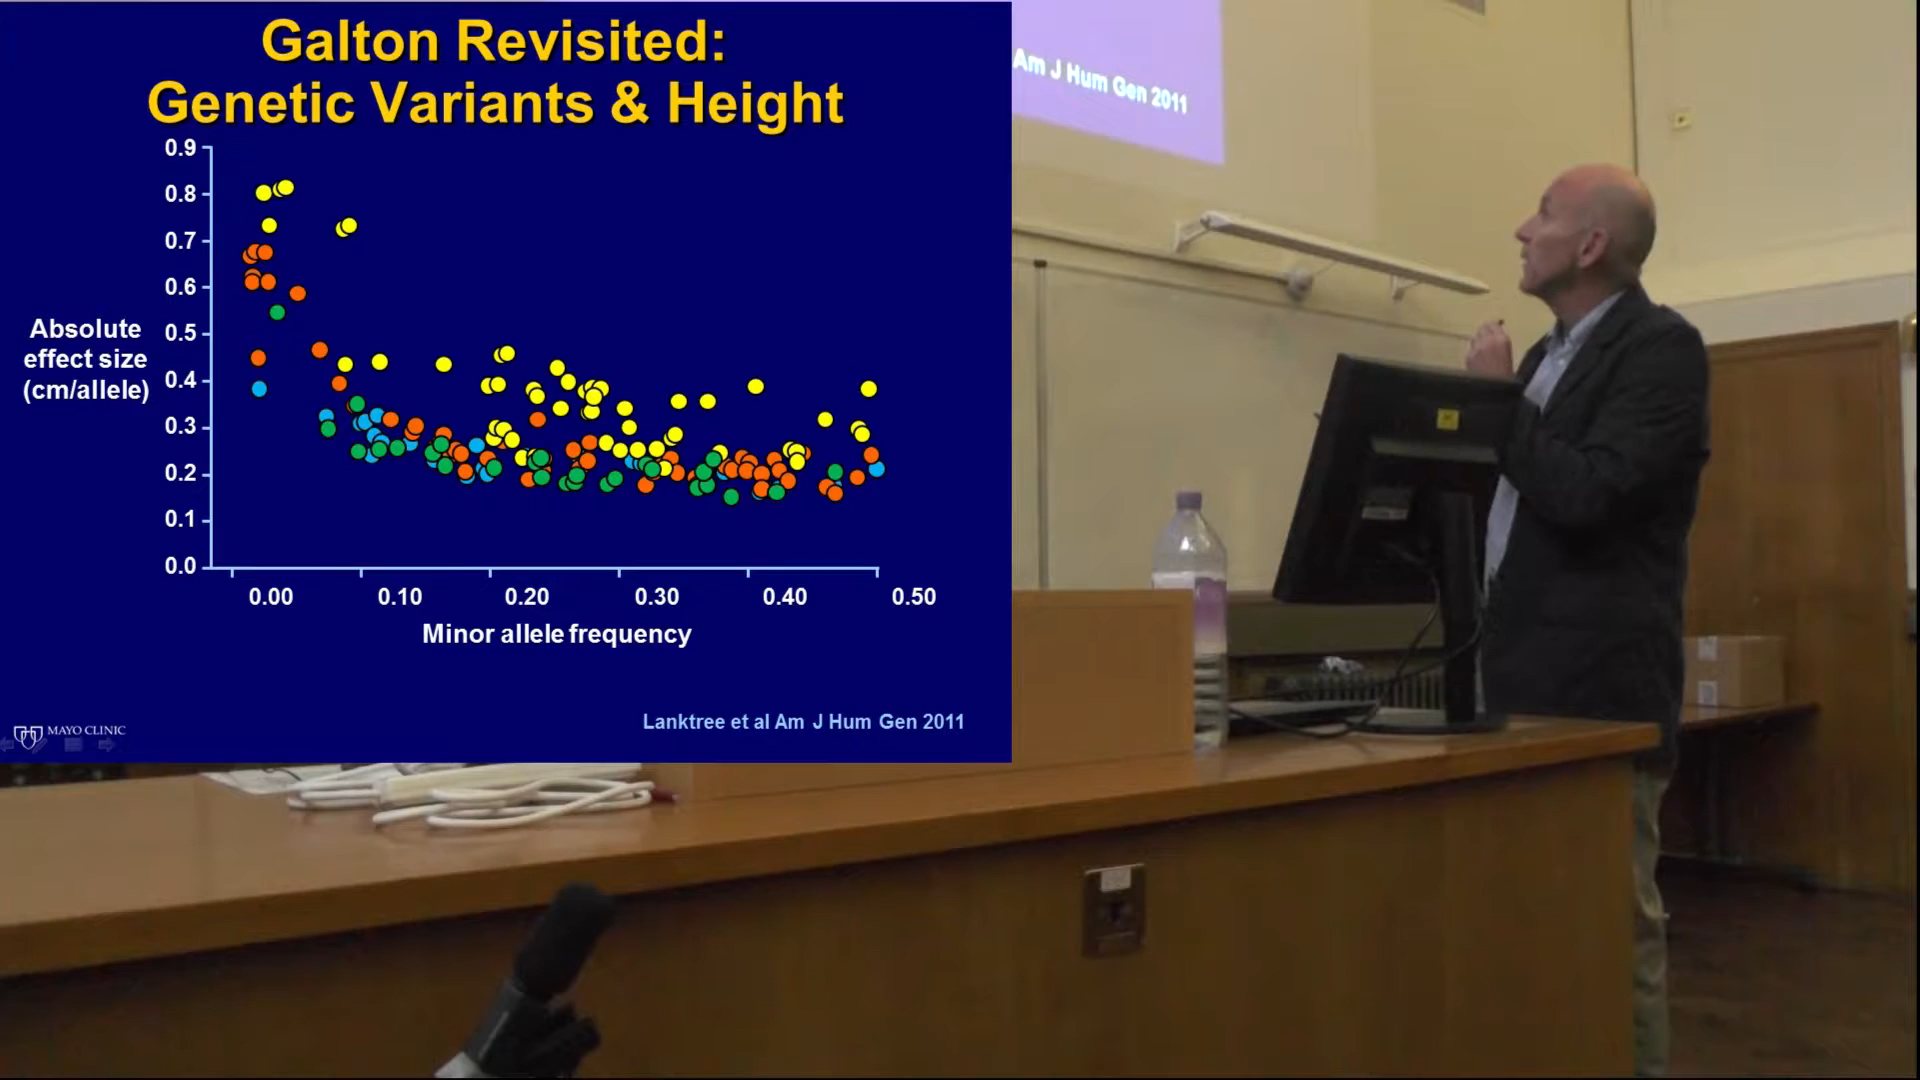 Galton Revisited:
Genetic Variants & Height
0.9
0.8
0.7
0.6
0.5
0.4
0.3
0.2
0.1
0.0
Absolute
effect size
(cm/allele)
0.00 0.10 0.20 0.30 0.40 0.50
Minor allele frequency
Lanktree et al Am J Hum Gen 2011
MAYO CLINIC
Am J Hum Gen 2011